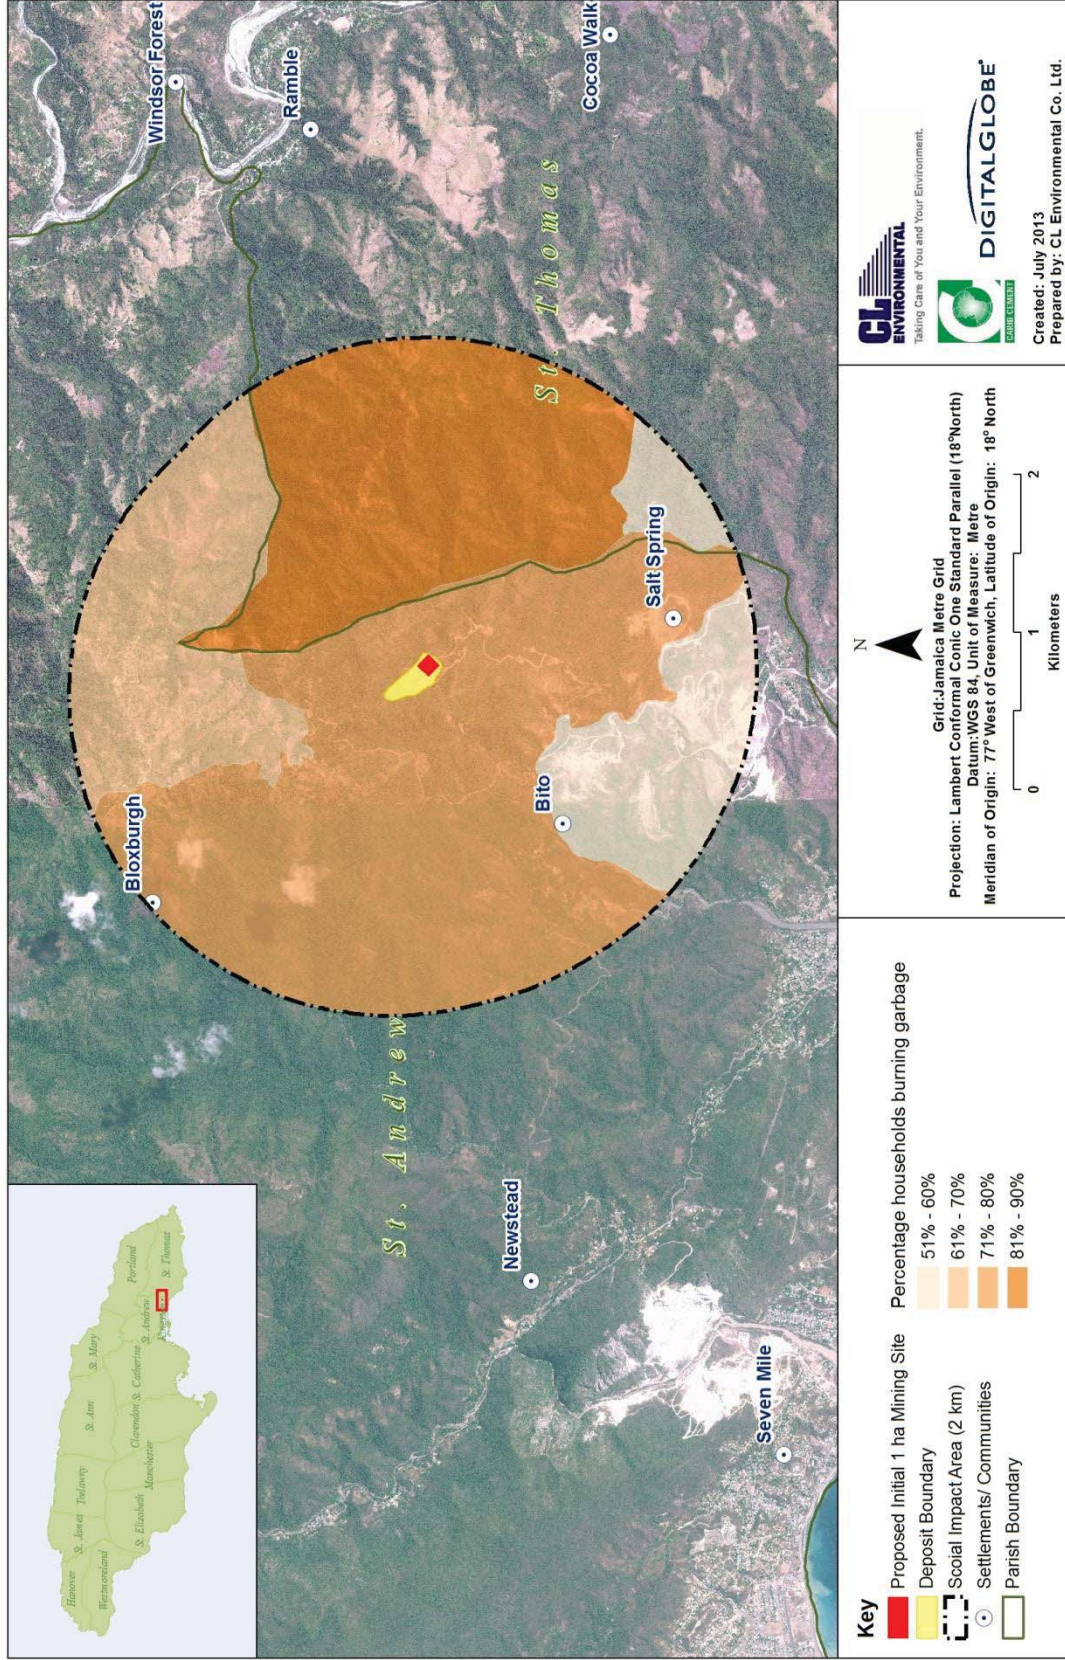 Hanover
St. James
Trelawny
St. Ann
St. Mary
Portland
Westmoreland
St. Elizabeth
Manchester
Clarendon
St. Catherine
St. Andrew
St. Thomas
Windsor Forest
Ramble
Cocoa Walk
Bloxburgh
St. Thomas
St. Andrew
Bito
Salt Spring
Newstead
Seven Mile
Key
Proposed Initial 1 ha Mining Site
Deposit Boundary
Scoial Impact Area (2 km)
Settlements/ Communities
Parish Boundary
Percentage households burning garbage
51% - 60%
61% - 70%
71% - 80%
81% - 90%
N
Grid:Jamaica Metre Grid
Projection: Lambert Conformal Conic One Standard Parallel (18°North)
Datum:WGS 84, Unit of Measure: Metre
Meridian of Origin: 77° West of Greenwich, Latitude of Origin: 18° North
0 1 2
Kilometers
CL
ENVIRONMENTAL
Taking Care of You and Your Environment.
CARIB CEMENT
DIGITALGLOBE®
Created: July 2013
Prepared by: CL Environmental Co. Ltd.